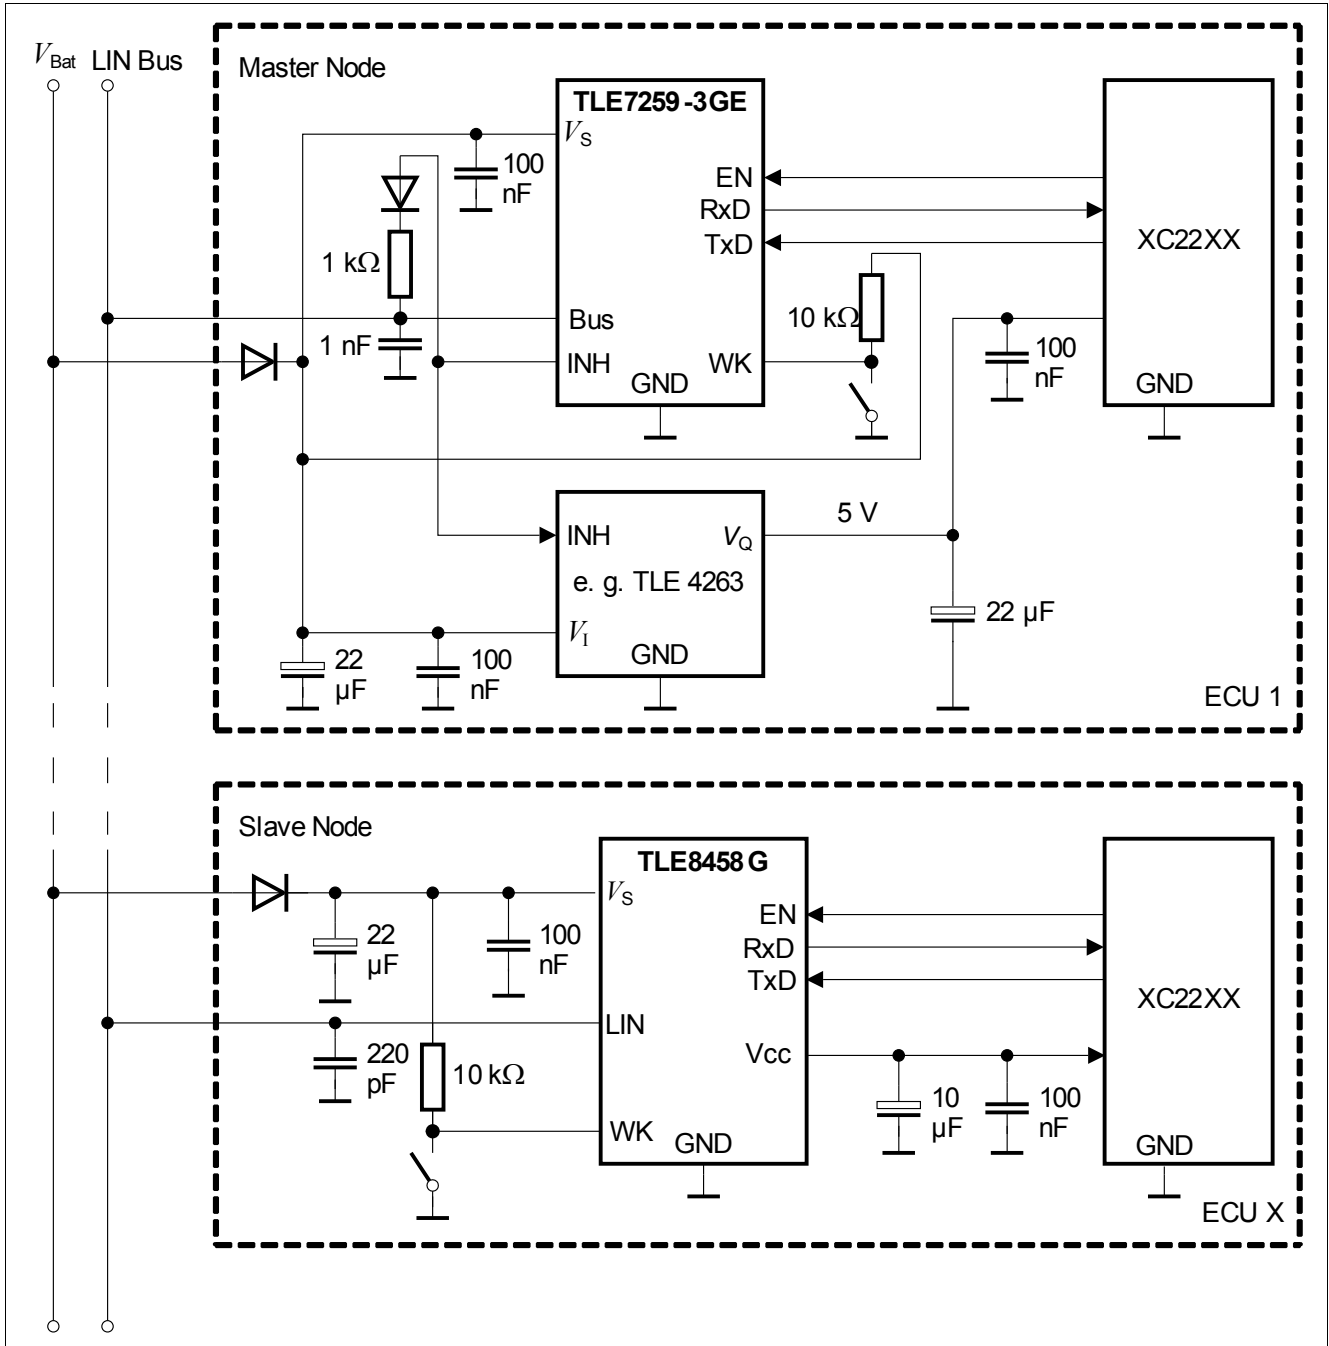 V_Bat LIN Bus
Master Node
TLE7259-3GE
V_S
100
nF
EN
RxD
TxD
XC22XX
1 kΩ
10 kΩ
Bus
1 nF
INH
WK
GND
100
nF
GND
5 V
INH
V_Q
e. g. TLE 4263
22 µF
V_I
GND
22
µF
100
nF
ECU 1
Slave Node
TLE8458 G
V_S
EN
RxD
TxD
XC22XX
22
µF
100
nF
LIN
Vcc
220
pF
10 kΩ
10
µF
100
nF
WK
GND
GND
ECU X